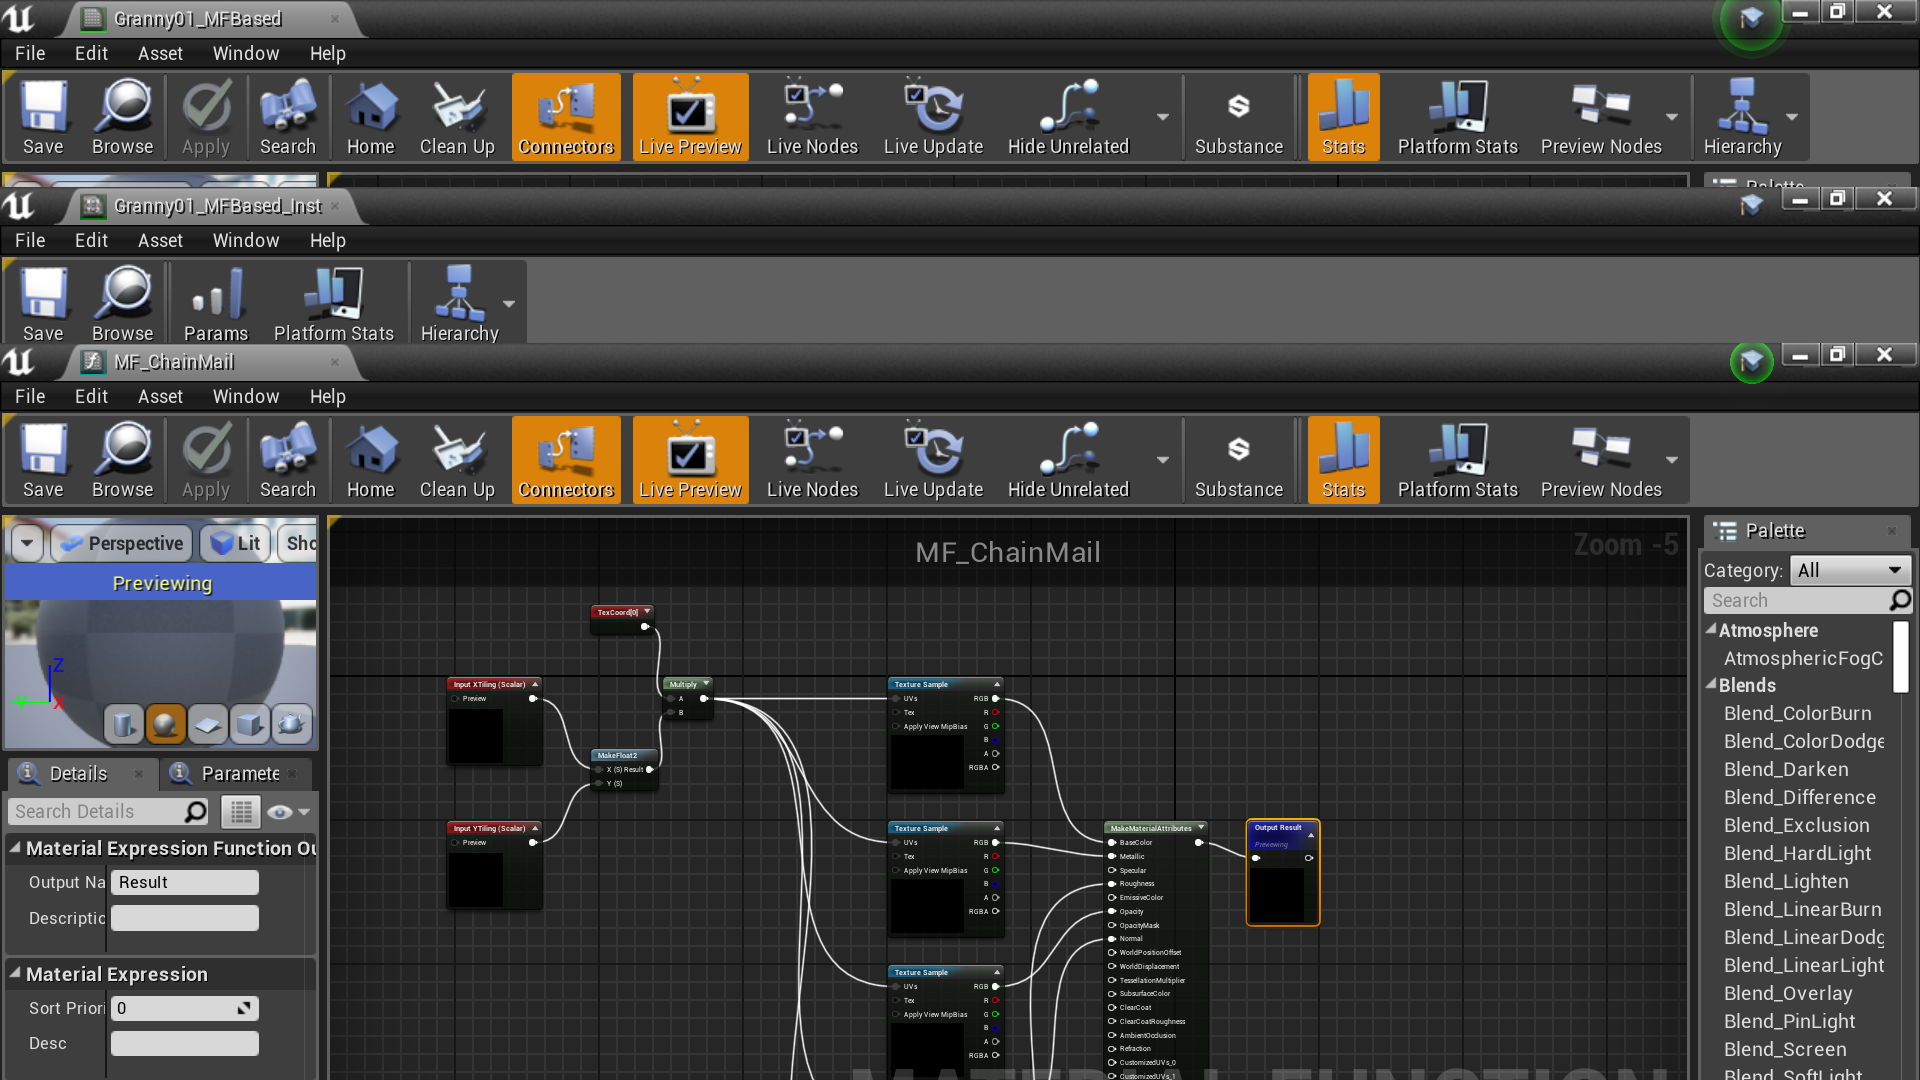 Granny01_MFBased
File Edit Asset Window Help
Save Browse Apply Search Home Clean Up Connectors Live Preview Live Nodes Live Update Hide Unrelated Substance Stats Platform Stats Preview Nodes Hierarchy
Palette
Granny01_MFBased_Inst
File Edit Asset Window Help
Save Browse Params Platform Stats Hierarchy
MF_ChainMail
File Edit Asset Window Help
Save Browse Apply Search Home Clean Up Connectors Live Preview Live Nodes Live Update Hide Unrelated Substance Stats Platform Stats Preview Nodes
Perspective Lit Sho
Previewing
Z
Y
X
Details Paramete
Search Details
Material Expression Function Ou
Output Na Result
Descriptic
Material Expression
Sort Priori 0
Desc
MF_ChainMail
Zoom -5
TexCoord[0]
Input XTiling (Scalar)
Preview
Multiply
A
B
MakeFloat2
X (S) Result
Y (S)
Input YTiling (Scalar)
Preview
Texture Sample
UVs RGB
Tex R
Apply View MipBias G
B
A
RGBA
Texture Sample
UVs RGB
Tex R
Apply View MipBias G
B
A
RGBA
Texture Sample
UVs RGB
Tex R
Apply View MipBias G
B
A
RGBA
MakeMaterialAttributes
BaseColor
Metallic
Specular
Roughness
EmissiveColor
Opacity
OpacityMask
Normal
WorldPositionOffset
WorldDisplacement
TessellationMultiplier
SubsurfaceColor
ClearCoat
ClearCoatRoughness
AmbientOcclusion
Refraction
CustomizedUVs_0
CustomizedUVs_1
Output Result
Previewing
MATERIAL FUNCTION
Palette
Category: All
Search
Atmosphere
AtmosphericFogC
Blends
Blend_ColorBurn
Blend_ColorDodge
Blend_Darken
Blend_Difference
Blend_Exclusion
Blend_HardLight
Blend_Lighten
Blend_LinearBurn
Blend_LinearDodg
Blend_LinearLight
Blend_Overlay
Blend_PinLight
Blend_Screen
Blend_SoftLight